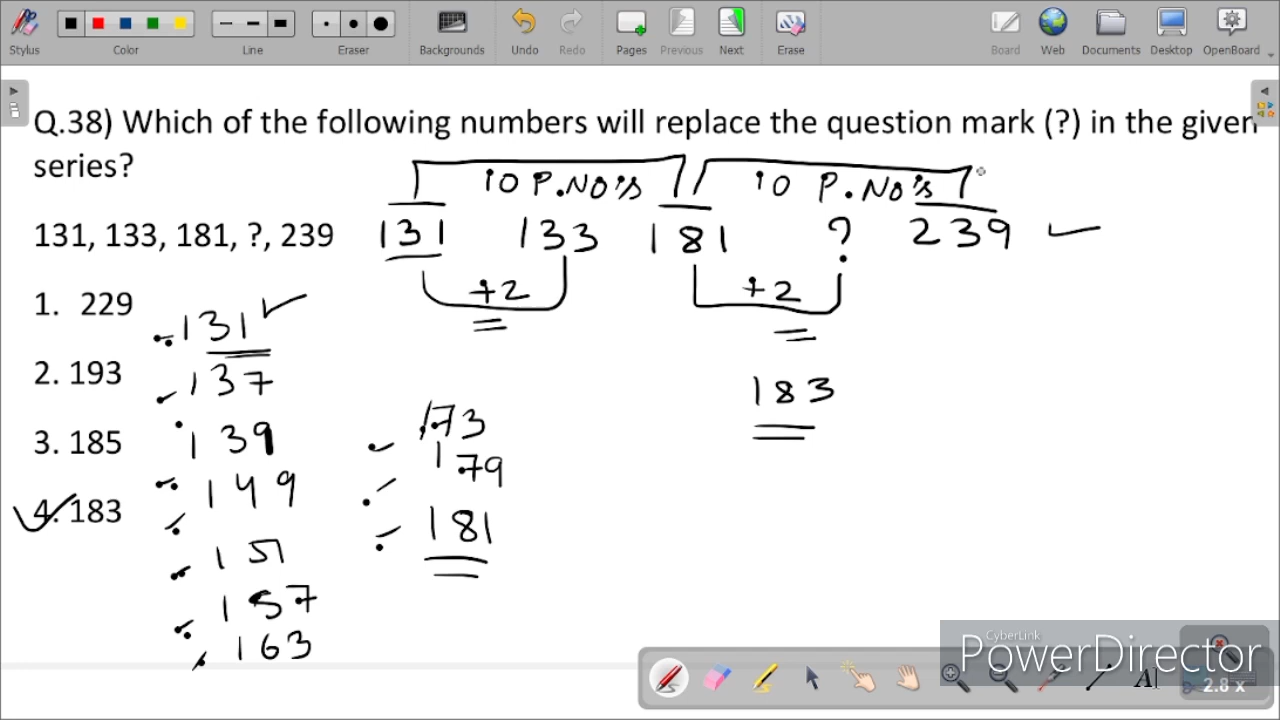 Stylus Color Line Eraser Backgrounds Undo Redo Pages Previous Next Erase Board Web Documents Desktop OpenBoard
Q.38) Which of the following numbers will replace the question mark (?) in the given
series?
10 P.NO's 10 P.NO's
131, 133, 181, ?, 239
131 133 181 ? 239
+2 +2
1. 229
2. 193
3. 185
4. 183
131
137
139
149
151
157
163
173
179
181
183
CyberLink
PowerDirector
2.8 x